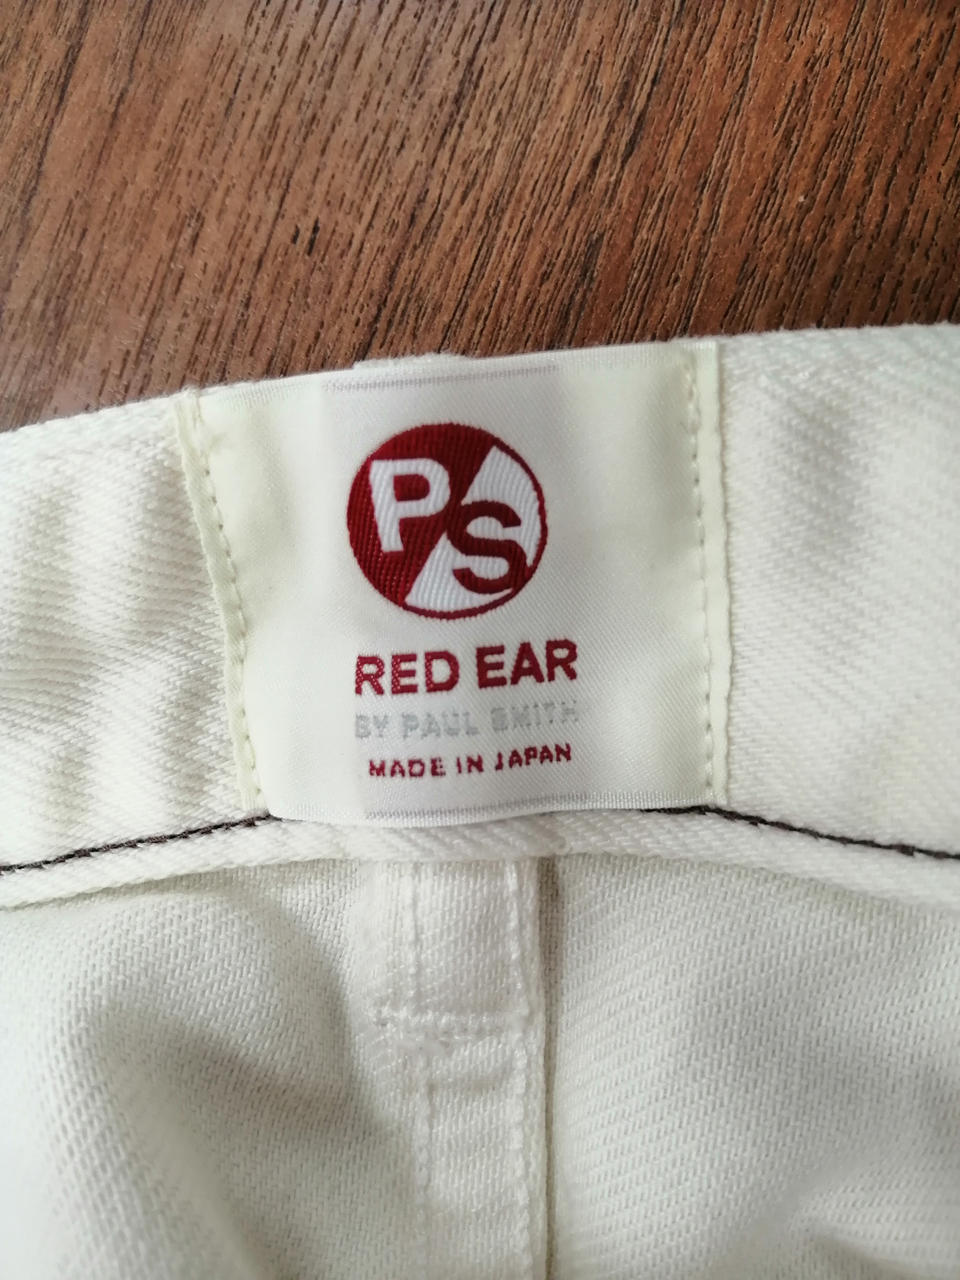 PS
RED EAR
BY PAUL SMITH
MADE IN JAPAN